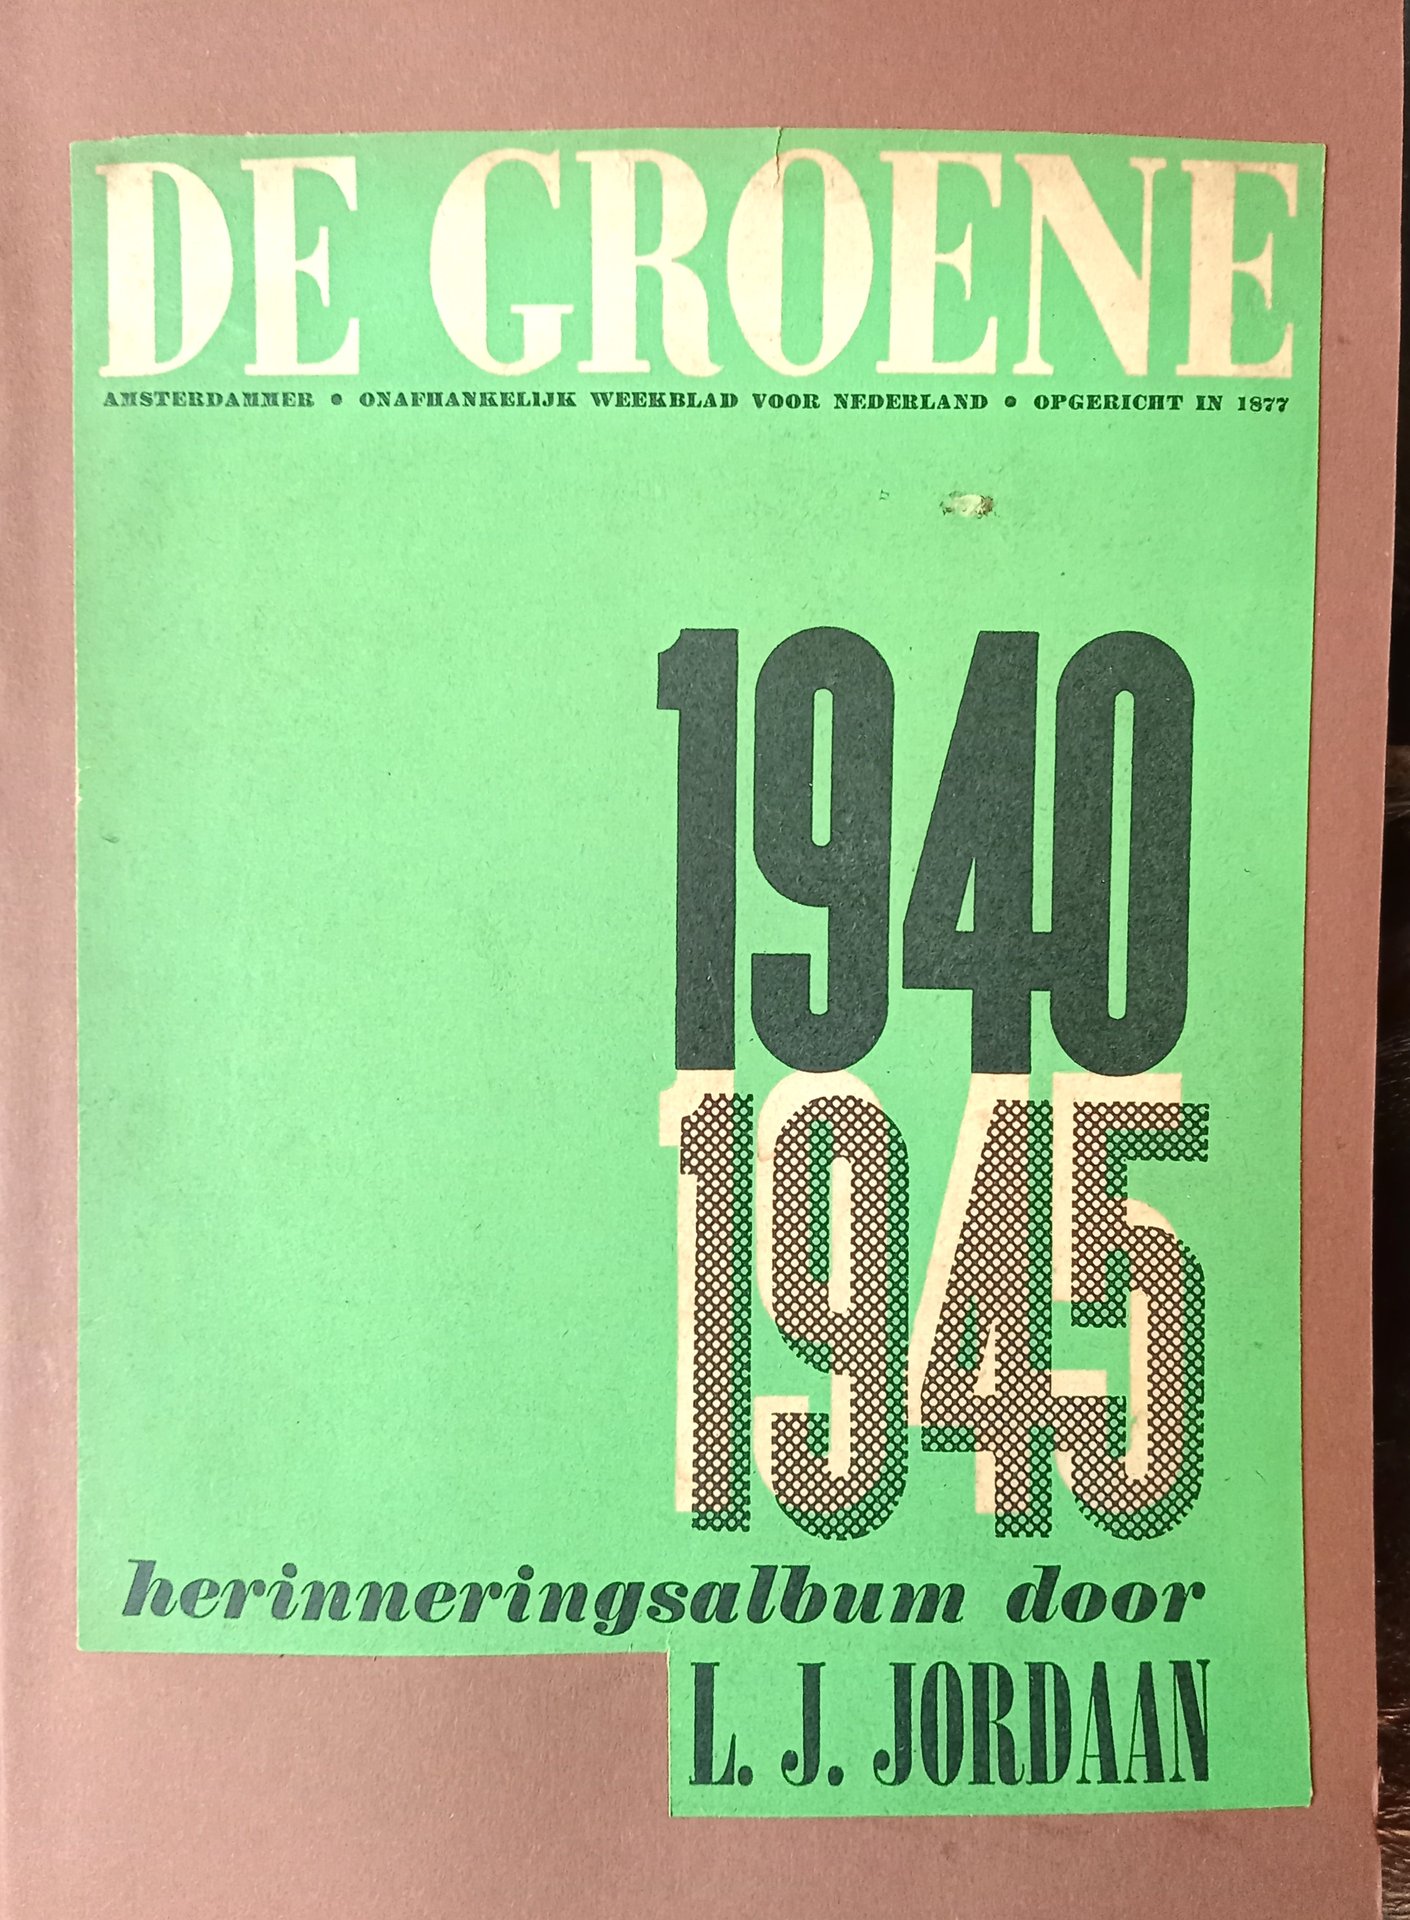 DE GROENE
AMSTERDAMMER • ONAFHANKELIJK WEEKBLAD VOOR NEDERLAND • OPGERICHT IN 1877
1940
1945
herinneringsalbum door
L. J. JORDAAN